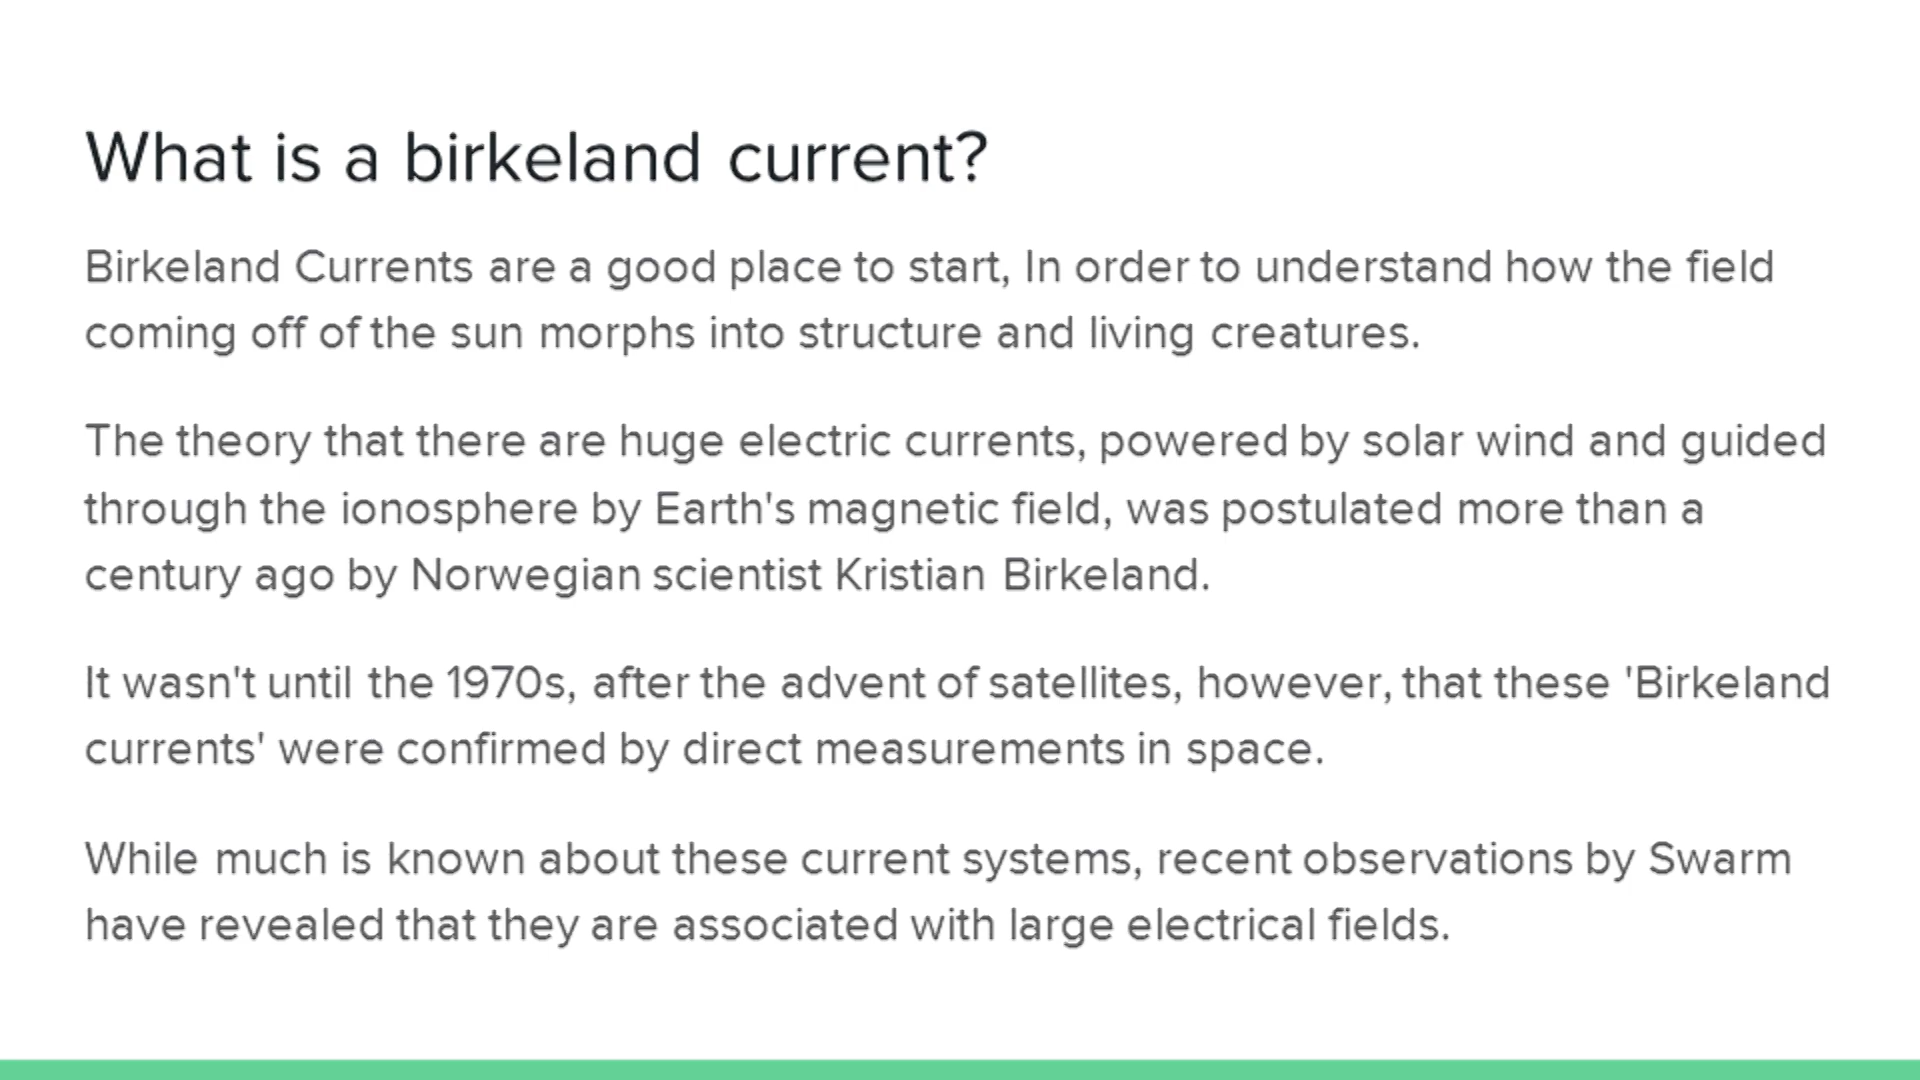 What is a birkeland current?
Birkeland Currents are a good place to start, In order to understand how the field
coming off of the sun morphs into structure and living creatures.
The theory that there are huge electric currents, powered by solar wind and guided
through the ionosphere by Earth's magnetic field, was postulated more than a
century ago by Norwegian scientist Kristian Birkeland.
It wasn't until the 1970s, after the advent of satellites, however, that these 'Birkeland
currents' were confirmed by direct measurements in space.
While much is known about these current systems, recent observations by Swarm
have revealed that they are associated with large electrical fields.